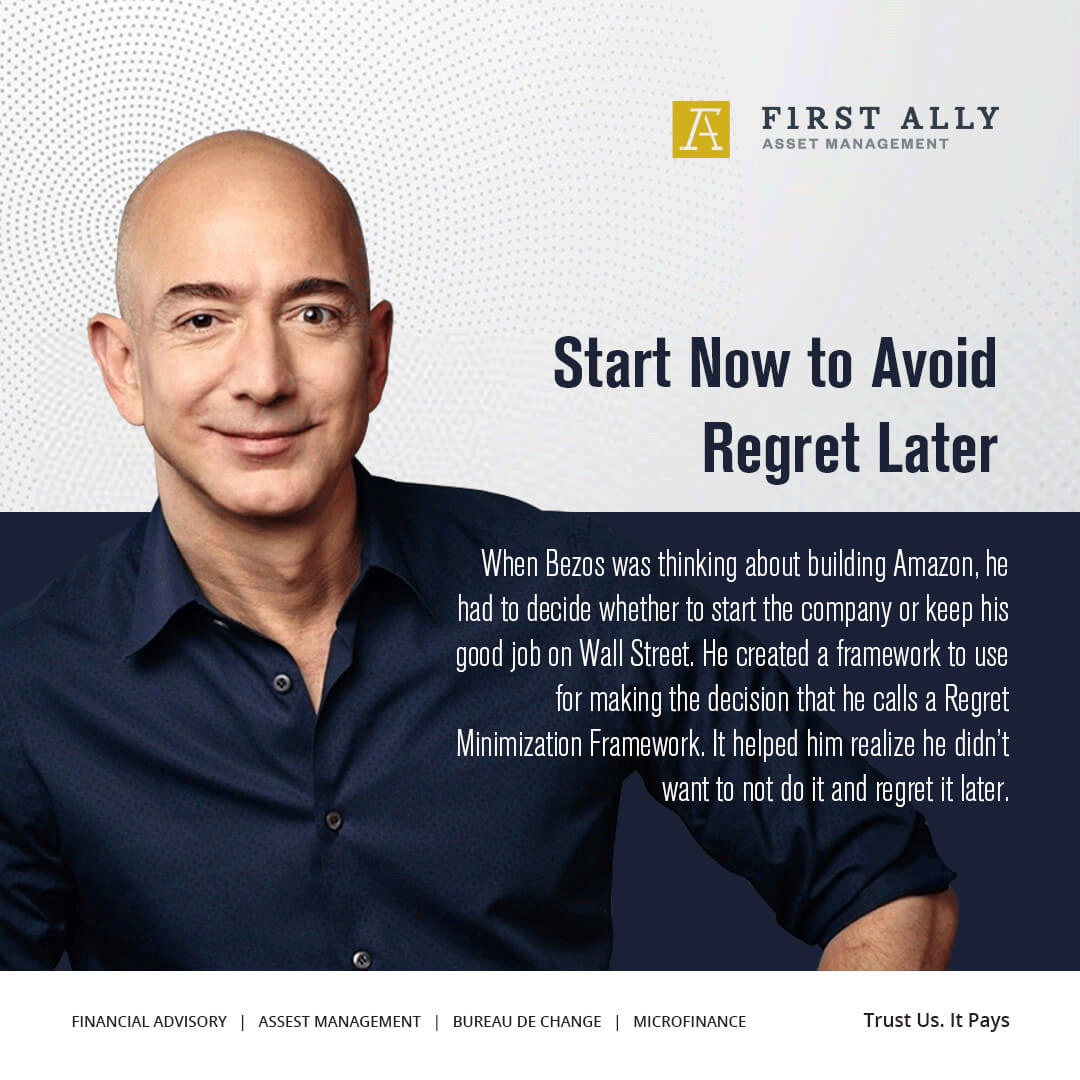 F1RST ALLY
ASSET MANAGEMENT
Start Now to Avoid
Regret Later
When Bezos was thinking about building Amazon, he
had to decide whether to start the company or keep his
good job on Wall Street. He created a framework to use
for making the decision that he calls a Regret
Minimization Framework. It helped him realize he didn’t
want to not do it and regret it later.
FINANCIAL ADVISORY | ASSEST MANAGEMENT | BUREAU DE CHANGE | MICROFINANCE
Trust Us. It Pays